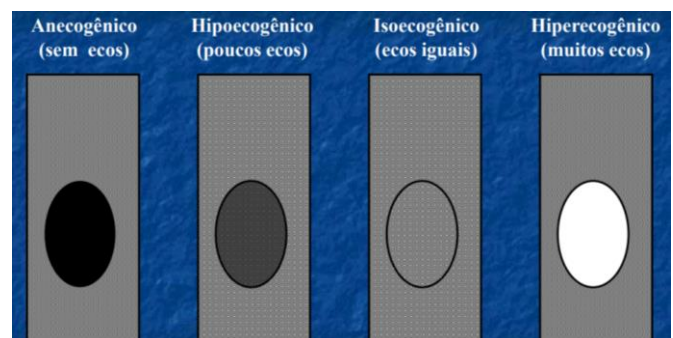 Anecogênico
(sem ecos)
Hipoecogênico
(poucos ecos)
Isoecogênico
(ecos iguais)
Hiperecogênico
(muitos ecos)